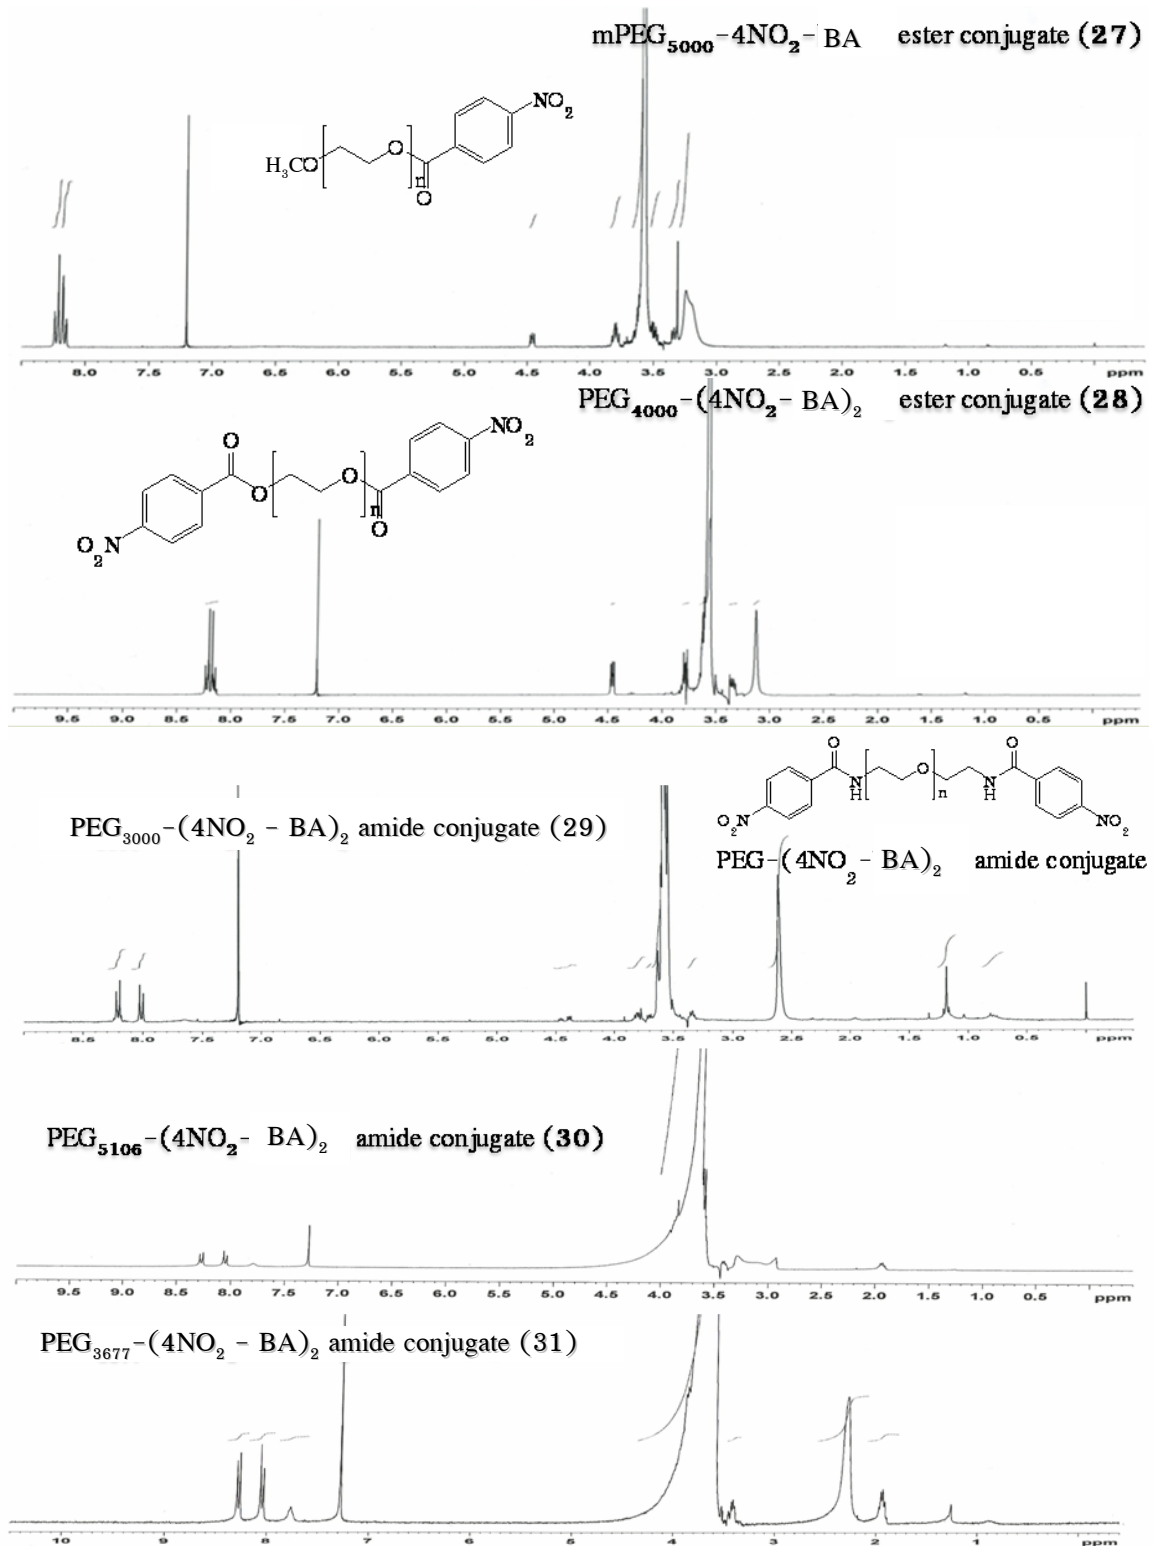 mPEG5000-4NO2-BA ester conjugate (27)
NO2
H3CO
O
n
O
8.0 7.5 7.0 6.5 6.0 5.5 5.0 4.5 4.0 3.5 3.0 2.5 2.0 1.5 1.0 0.5 ppm
PEG4000-(4NO2-BA)2 ester conjugate (28)
NO2
O
O
O
n
O
O2N
9.5 9.0 8.5 8.0 7.5 7.0 6.5 6.0 5.5 5.0 4.5 4.0 3.5 3.0 2.5 2.0 1.5 1.0 0.5 ppm
O
O
N
H
O
n
N
H
O2N
NO2
PEG3000-(4NO2 - BA)2 amide conjugate (29)
PEG-(4NO2- BA)2 amide conjugate
8.5 8.0 7.5 7.0 6.5 6.0 5.5 5.0 4.5 4.0 3.5 3.0 2.5 2.0 1.5 1.0 0.5 ppm
PEG5106-(4NO2- BA)2 amide conjugate (30)
9.5 9.0 8.5 8.0 7.5 7.0 6.5 6.0 5.5 5.0 4.5 4.0 3.5 3.0 2.5 2.0 1.5 1.0 ppm
PEG3677-(4NO2 - BA)2 amide conjugate (31)
10 9 8 7 6 5 4 3 2 1 ppm